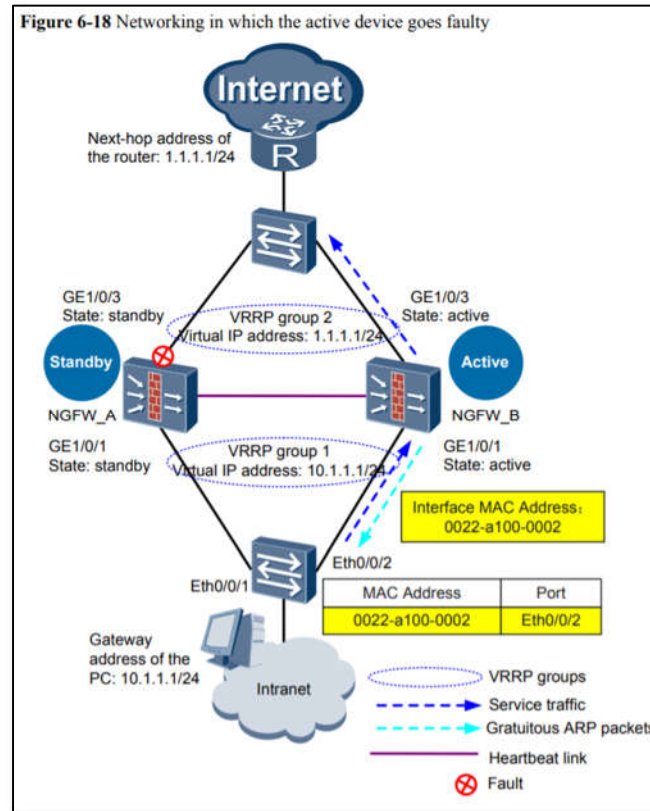 Figure 6-18 Networking in which the active device goes faulty
Internet
Next-hop address of
the router: 1.1.1.1/24
R
GE1/0/3
State: standby
VRRP group 2
Virtual IP address: 1.1.1.1/24
GE1/0/3
State: active
Standby
Active
NGFW_A
NGFW_B
GE1/0/1
State: standby
VRRP group 1
Virtual IP address: 10.1.1.1/24
GE1/0/1
State: active
Interface MAC Address:
0022-a100-0002
Eth0/0/2
Eth0/0/1
MAC Address Port
0022-a100-0002 Eth0/0/2
Gateway
address of the
PC: 10.1.1.1/24
Intranet
VRRP groups
Service traffic
Gratuitous ARP packets
Heartbeat link
Fault